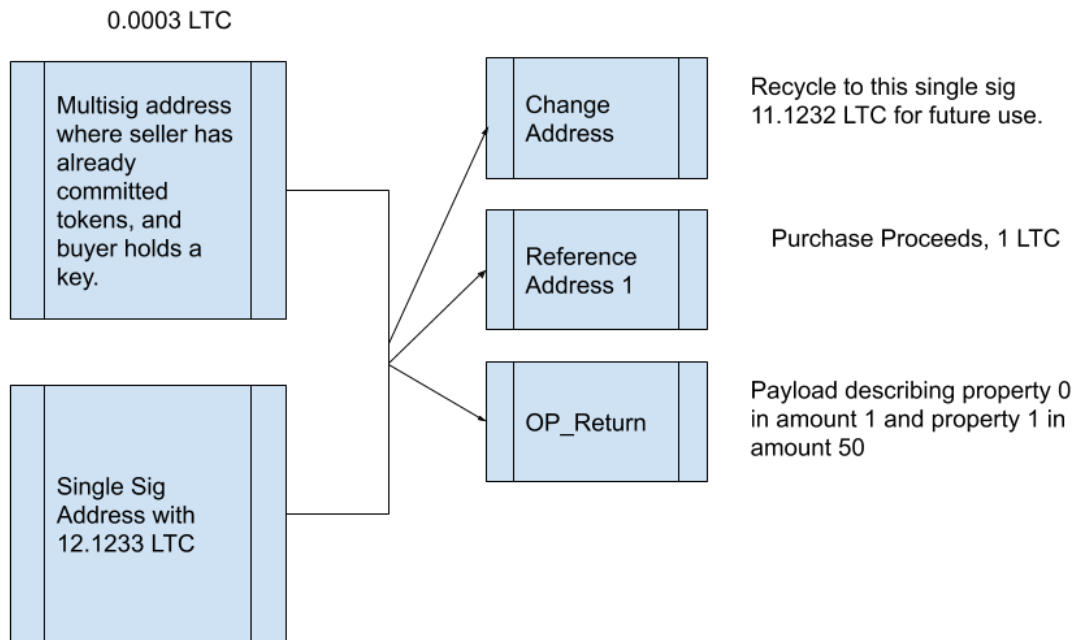 0.0003 LTC
Multisig address
where seller has
already
committed
tokens, and
buyer holds a
key.
Single Sig
Address with
12.1233 LTC
Change
Address
Recycle to this single sig
11.1232 LTC for future use.
Reference
Address 1
Purchase Proceeds, 1 LTC
OP_Return
Payload describing property 0
in amount 1 and property 1 in
amount 50